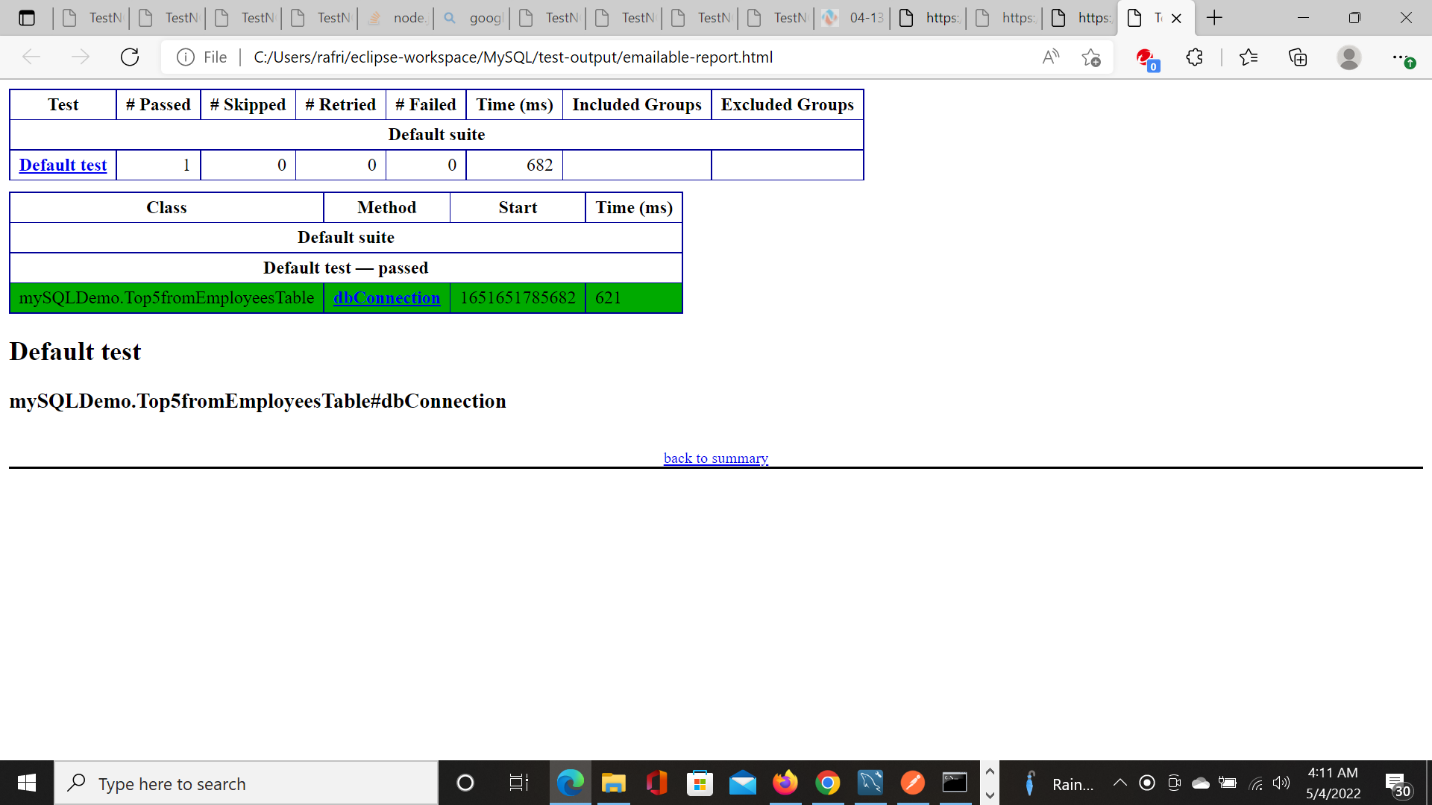 TestN TestN TestN TestN node. goog TestN TestN TestN TestN 04-13 https: https: https: T
File C:/Users/rafri/eclipse-workspace/MySQL/test-output/emailable-report.html
0
Test # Passed # Skipped # Retried # Failed Time (ms) Included Groups Excluded Groups
Default suite
Default test 1 0 0 0 682
Class Method Start Time (ms)
Default suite
Default test — passed
mySQLDemo.Top5fromEmployeesTable dbConnection 1651651785682 621
Default test
mySQLDemo.Top5fromEmployeesTable#dbConnection
back to summary
Type here to search
Rain...
4:11 AM
5/4/2022
30